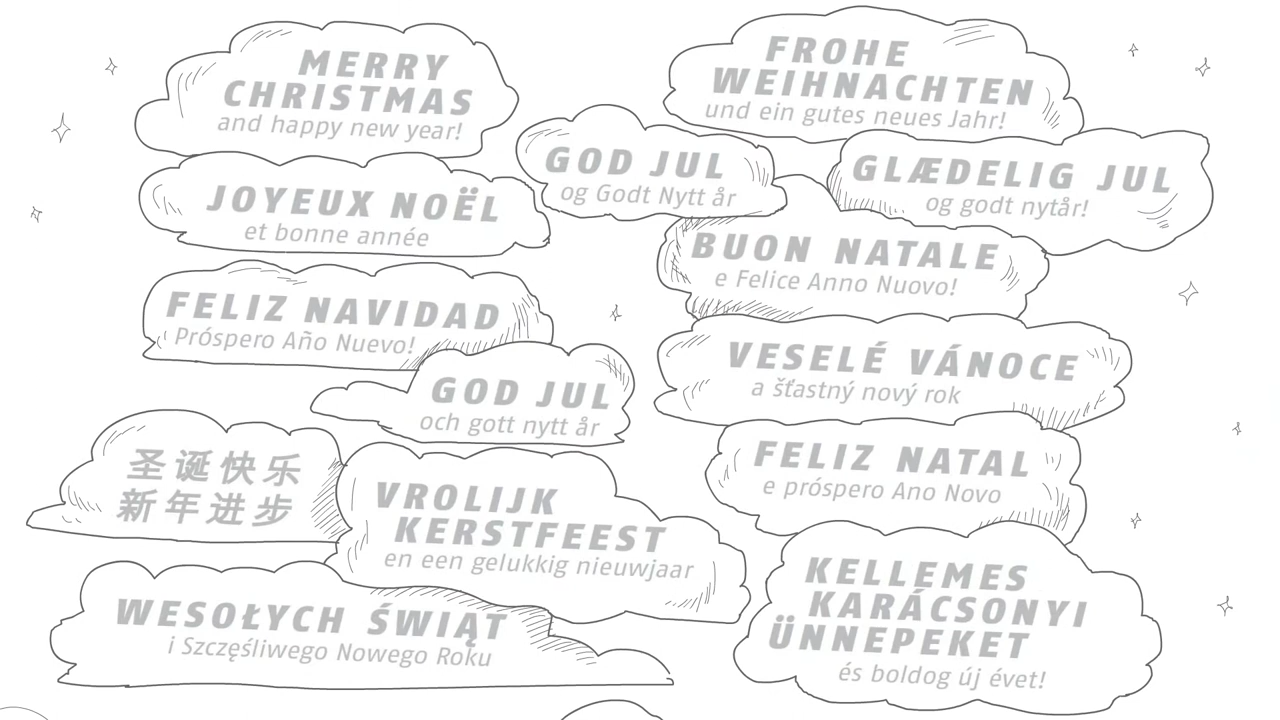 MERRY
CHRISTMAS
and happy new year!
FROHE
WEIHNACHTEN
und ein gutes neues Jahr!
GOD JUL
og Godt Nytt år
GLÆDELIG JUL
og godt nytår!
JOYEUX NOËL
et bonne année
BUON NATALE
e Felice Anno Nuovo!
FELIZ NAVIDAD
Próspero Año Nuevo!
VESELÉ VÁNOCE
a šťastný nový rok
GOD JUL
och gott nytt år
FELIZ NATAL
e próspero Ano Novo
圣诞快乐
新年进步
VROLIJK
KERSTFEEST
en een gelukkig nieuwjaar
KELLEMES
KARÁCSONYI
ÜNNEPEKET
és boldog új évet!
WESOŁYCH ŚWIĄT
i Szczęśliwego Nowego Roku